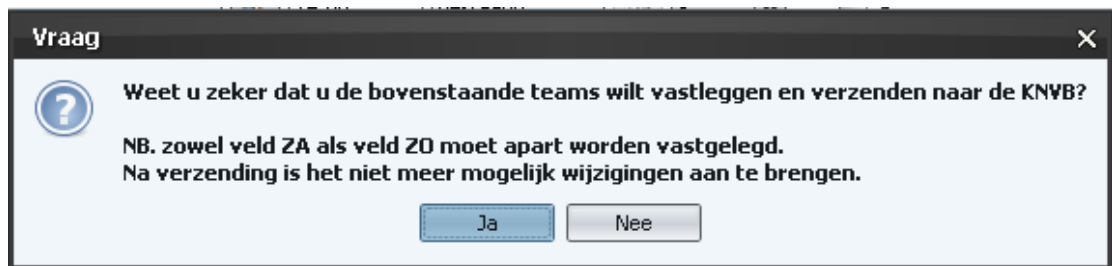 Vraag
Weet u zeker dat u de bovenstaande teams wilt vastleggen en verzenden naar de KNVB?
NB. zowel veld ZA als veld ZO moet apart worden vastgelegd.
Na verzending is het niet meer mogelijk wijzigingen aan te brengen.
Ja Nee